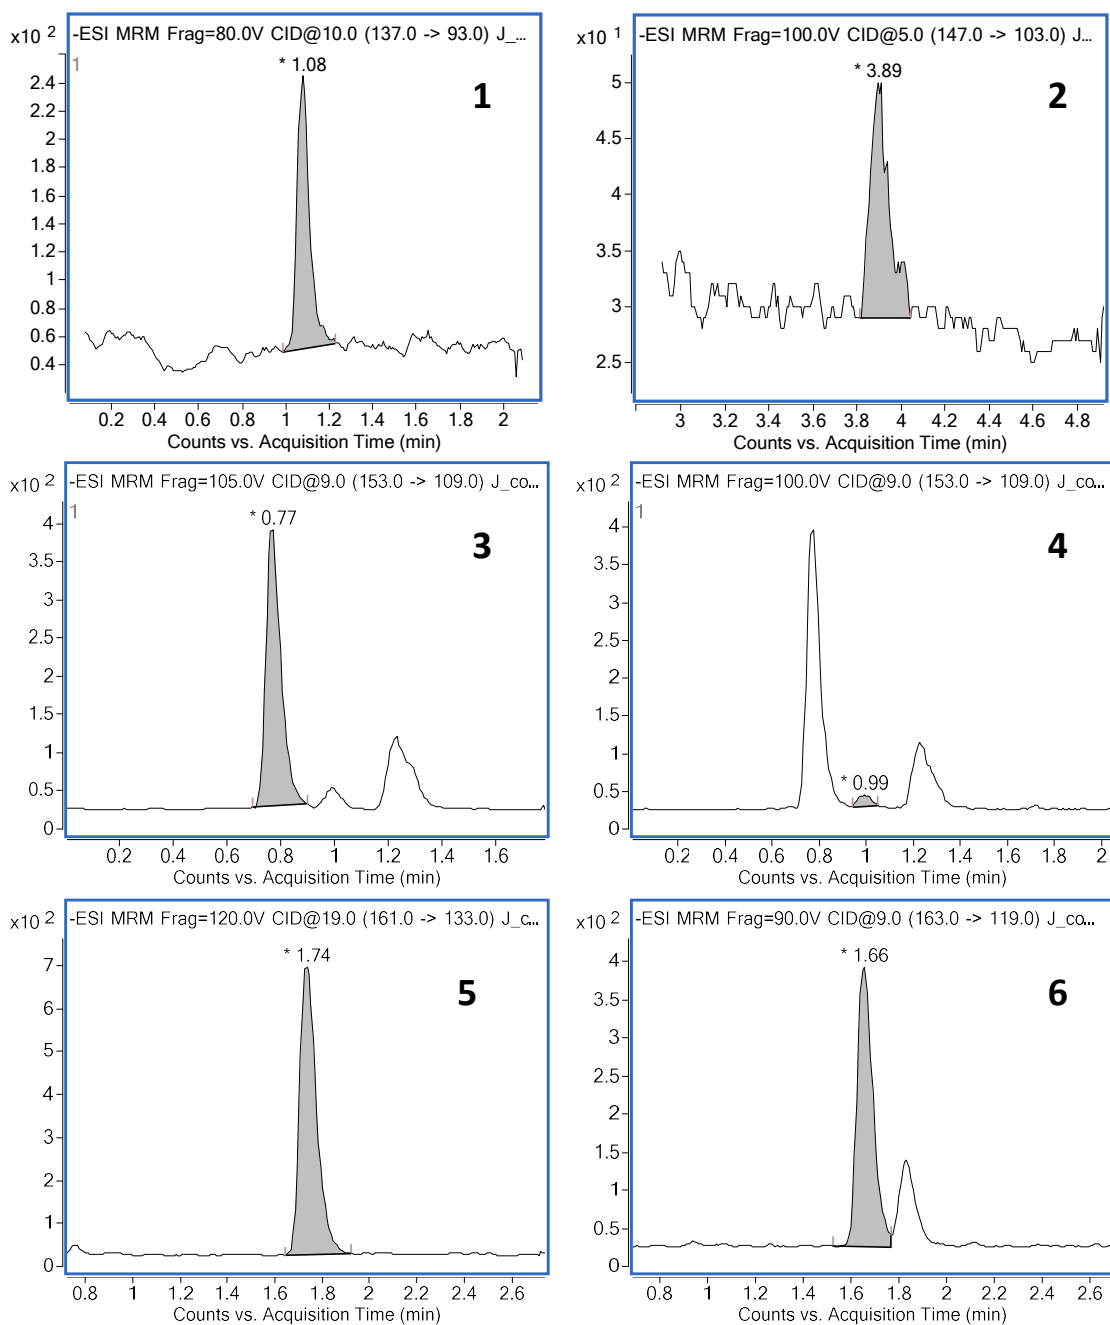 x10 2
-ESI MRM Frag=80.0V CID@10.0 (137.0 -> 93.0) J_...
1
* 1.08
1
2.4
2.2
2
1.8
1.6
1.4
1.2
1
0.8
0.6
0.4
0.2 0.4 0.6 0.8 1 1.2 1.4 1.6 1.8 2
Counts vs. Acquisition Time (min)
x10 1
-ESI MRM Frag=100.0V CID@5.0 (147.0 -> 103.0) J...
* 3.89
2
5
4.5
4
3.5
3
2.5
3 3.2 3.4 3.6 3.8 4 4.2 4.4 4.6 4.8
Counts vs. Acquisition Time (min)
x10 2
-ESI MRM Frag=105.0V CID@9.0 (153.0 -> 109.0) J_co...
1
* 0.77
3
4
3.5
3
2.5
2
1.5
1
0.5
0
0.2 0.4 0.6 0.8 1 1.2 1.4 1.6
Counts vs. Acquisition Time (min)
x10 2
-ESI MRM Frag=100.0V CID@9.0 (153.0 -> 109.0) J_co...
1
4
* 0.99
4
3.5
3
2.5
2
1.5
1
0.5
0
0.2 0.4 0.6 0.8 1 1.2 1.4 1.6 1.8 2
Counts vs. Acquisition Time (min)
x10 2
-ESI MRM Frag=120.0V CID@19.0 (161.0 -> 133.0) J_c...
* 1.74
5
7
6
5
4
3
2
1
0
0.8 1 1.2 1.4 1.6 1.8 2 2.2 2.4 2.6
Counts vs. Acquisition Time (min)
x10 2
-ESI MRM Frag=90.0V CID@9.0 (163.0 -> 119.0) J_co...
* 1.66
6
4
3.5
3
2.5
2
1.5
1
0.5
0
0.8 1 1.2 1.4 1.6 1.8 2 2.2 2.4 2.6
Counts vs. Acquisition Time (min)